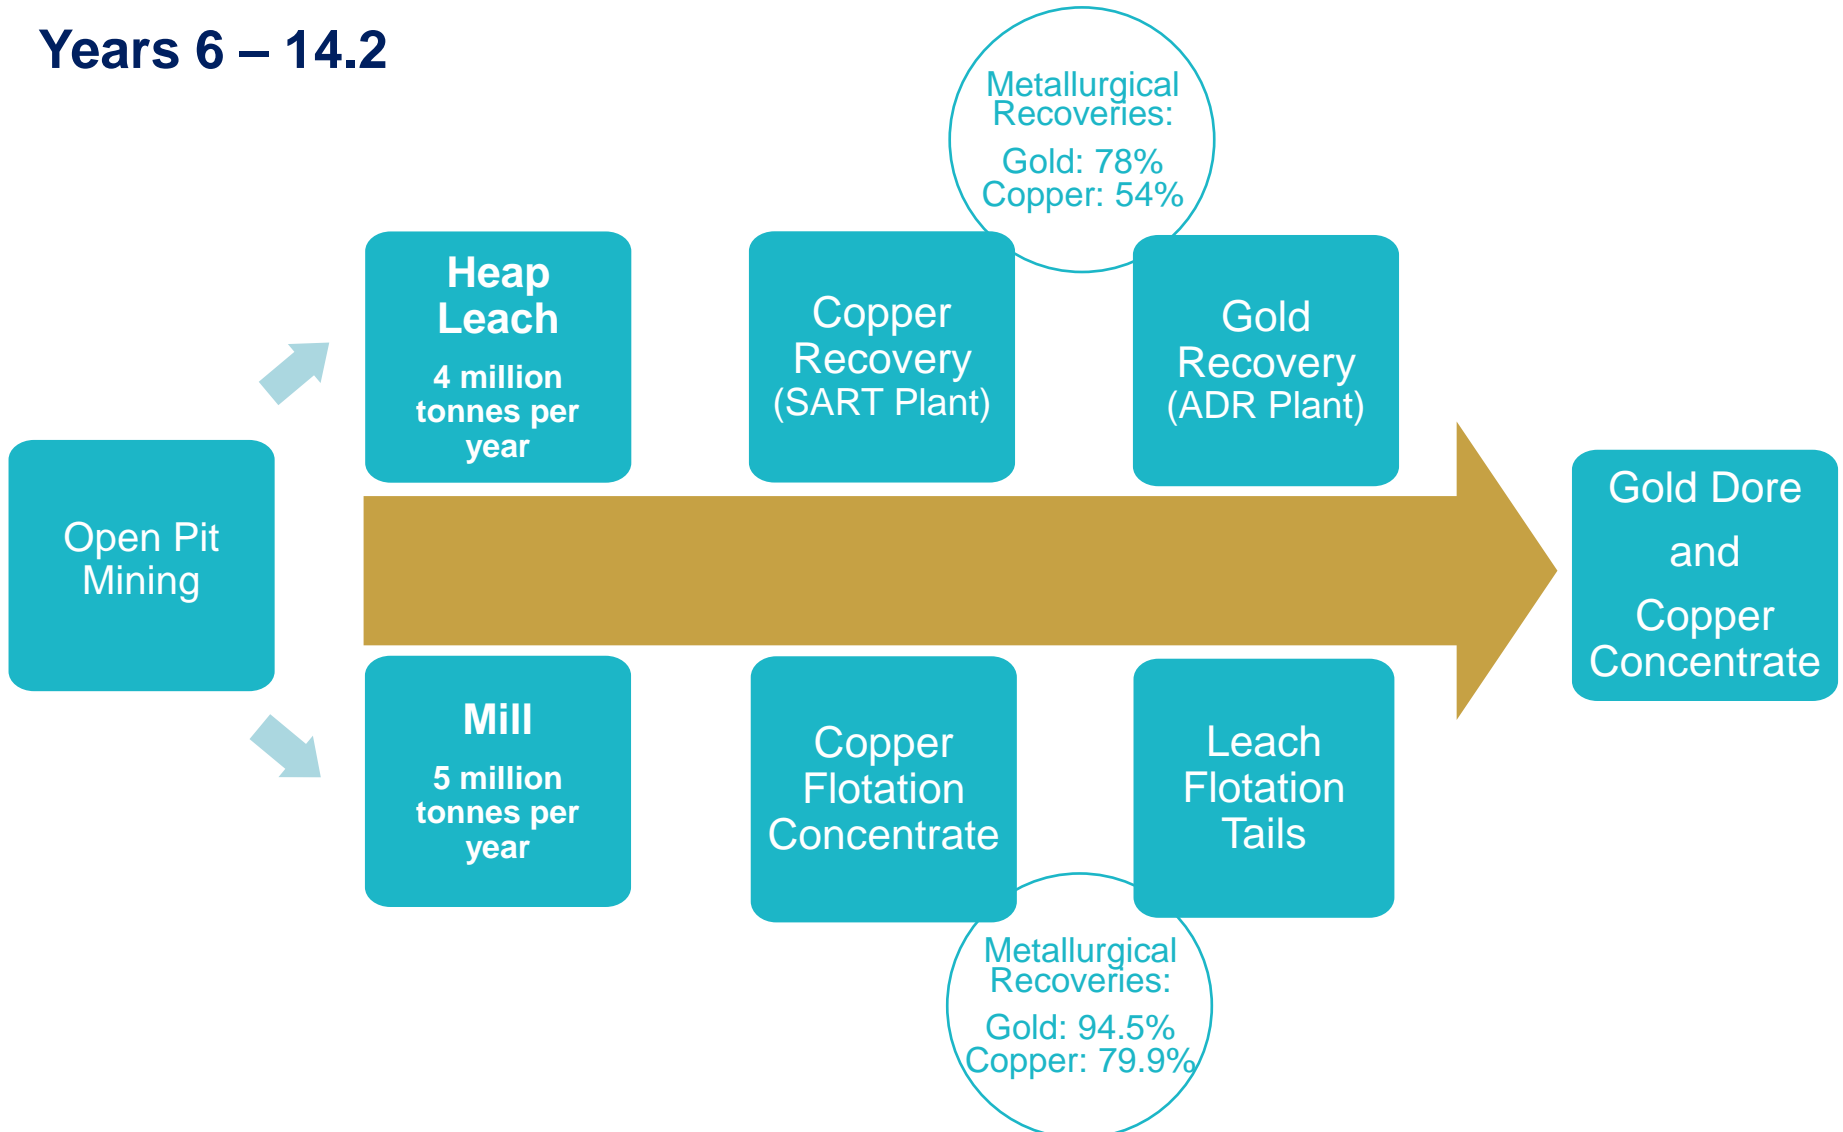 Years 6 – 14.2
Metallurgical
Recoveries:
Gold: 78%
Copper: 54%
Heap
Leach
4 million
tonnes per
year
Copper
Recovery
(SART Plant)
Gold
Recovery
(ADR Plant)
Open Pit
Mining
Gold Dore
and
Copper
Concentrate
Mill
5 million
tonnes per
year
Copper
Flotation
Concentrate
Leach
Flotation
Tails
Metallurgical
Recoveries:
Gold: 94.5%
Copper: 79.9%